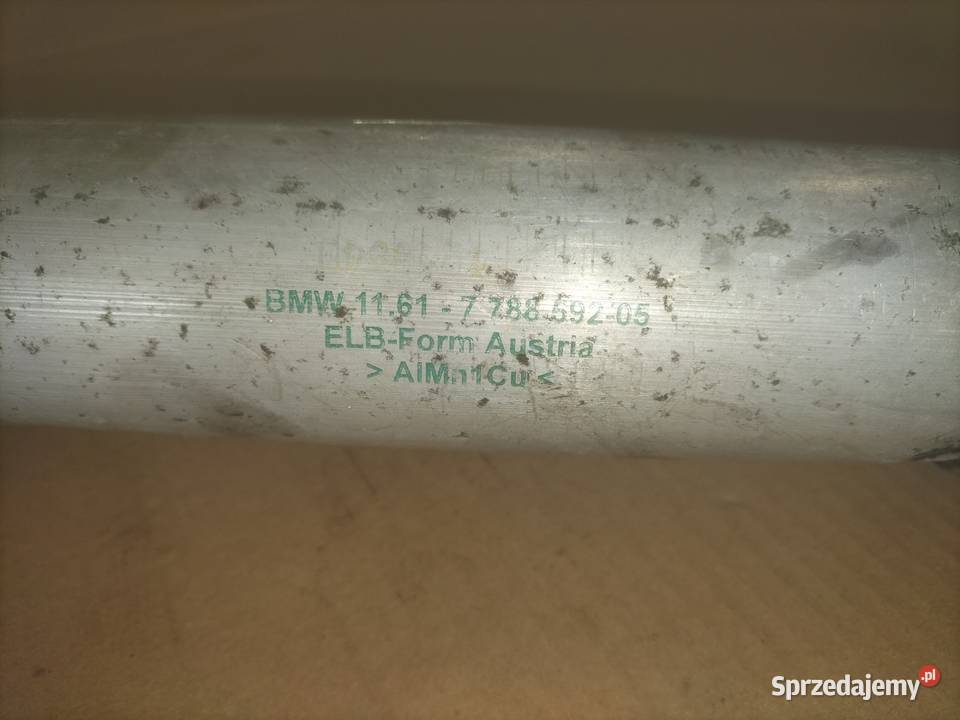 BMW 11.61 - 7 788 592-05
ELB-Form Austria
> AlMn1Cu <
Sprzedajemy.pl